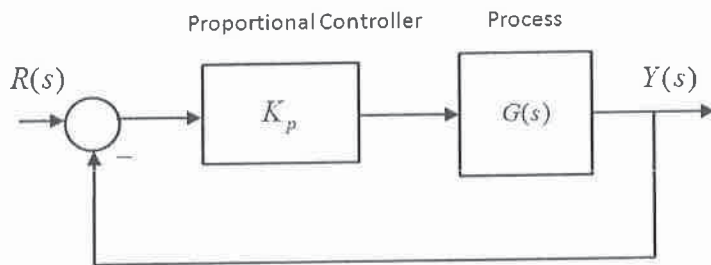 Proportional Controller Process
R(s)
Y(s)
K_p
G(s)
−